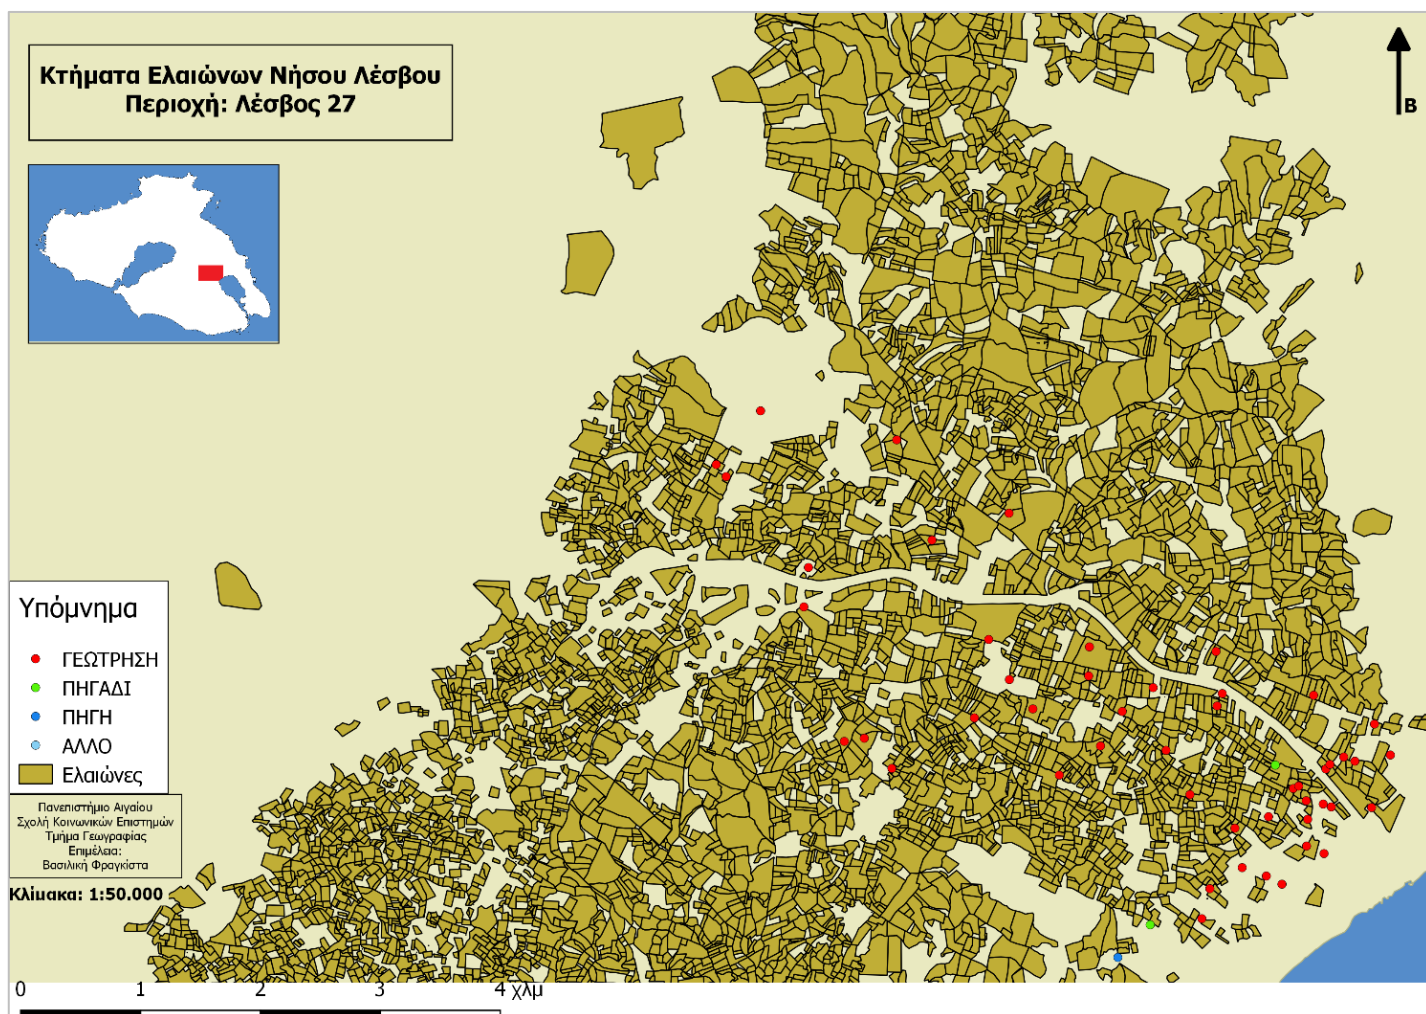 Κτήματα Ελαιώνων Νήσου Λέσβου
Περιοχή: Λέσβος 27
Β
Υπόμνημα
ΓΕΩΤΡΗΣΗ
ΠΗΓΑΔΙ
ΠΗΓΗ
ΑΛΛΟ
Ελαιώνες
Πανεπιστήμιο Αιγαίου
Σχολή Κοινωνικών Επιστημών
Τμήμα Γεωγραφίας
Επιμέλεια:
Βασιλική Φραγκίστα
Κλίμακα: 1:50.000
0 1 2 3 4 χλμ